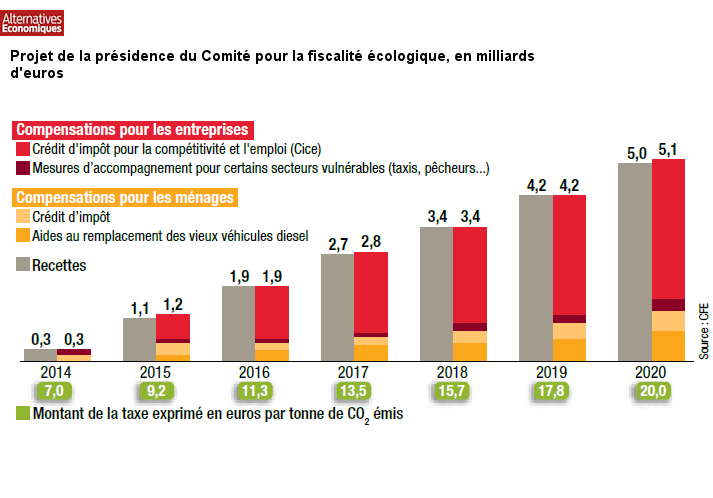 Alternatives
Economiques
Projet de la présidence du Comité pour la fiscalité écologique, en milliards
d'euros
Compensations pour les entreprises
Crédit d'impôt pour la compétitivité et l'emploi (Cice)
Mesures d'accompagnement pour certains secteurs vulnérables (taxis, pêcheurs...)
Compensations pour les ménages
Crédit d'impôt
Aides au remplacement des vieux véhicules diesel
Recettes
0,3 0,3
1,1 1,2
1,9 1,9
2,7 2,8
3,4 3,4
4,2 4,2
5,0 5,1
2014 2015 2016 2017 2018 2019 2020
7,0 9,2 11,3 13,5 15,7 17,8 20,0
Montant de la taxe exprimé en euros par tonne de CO2 émis
Source : CFE